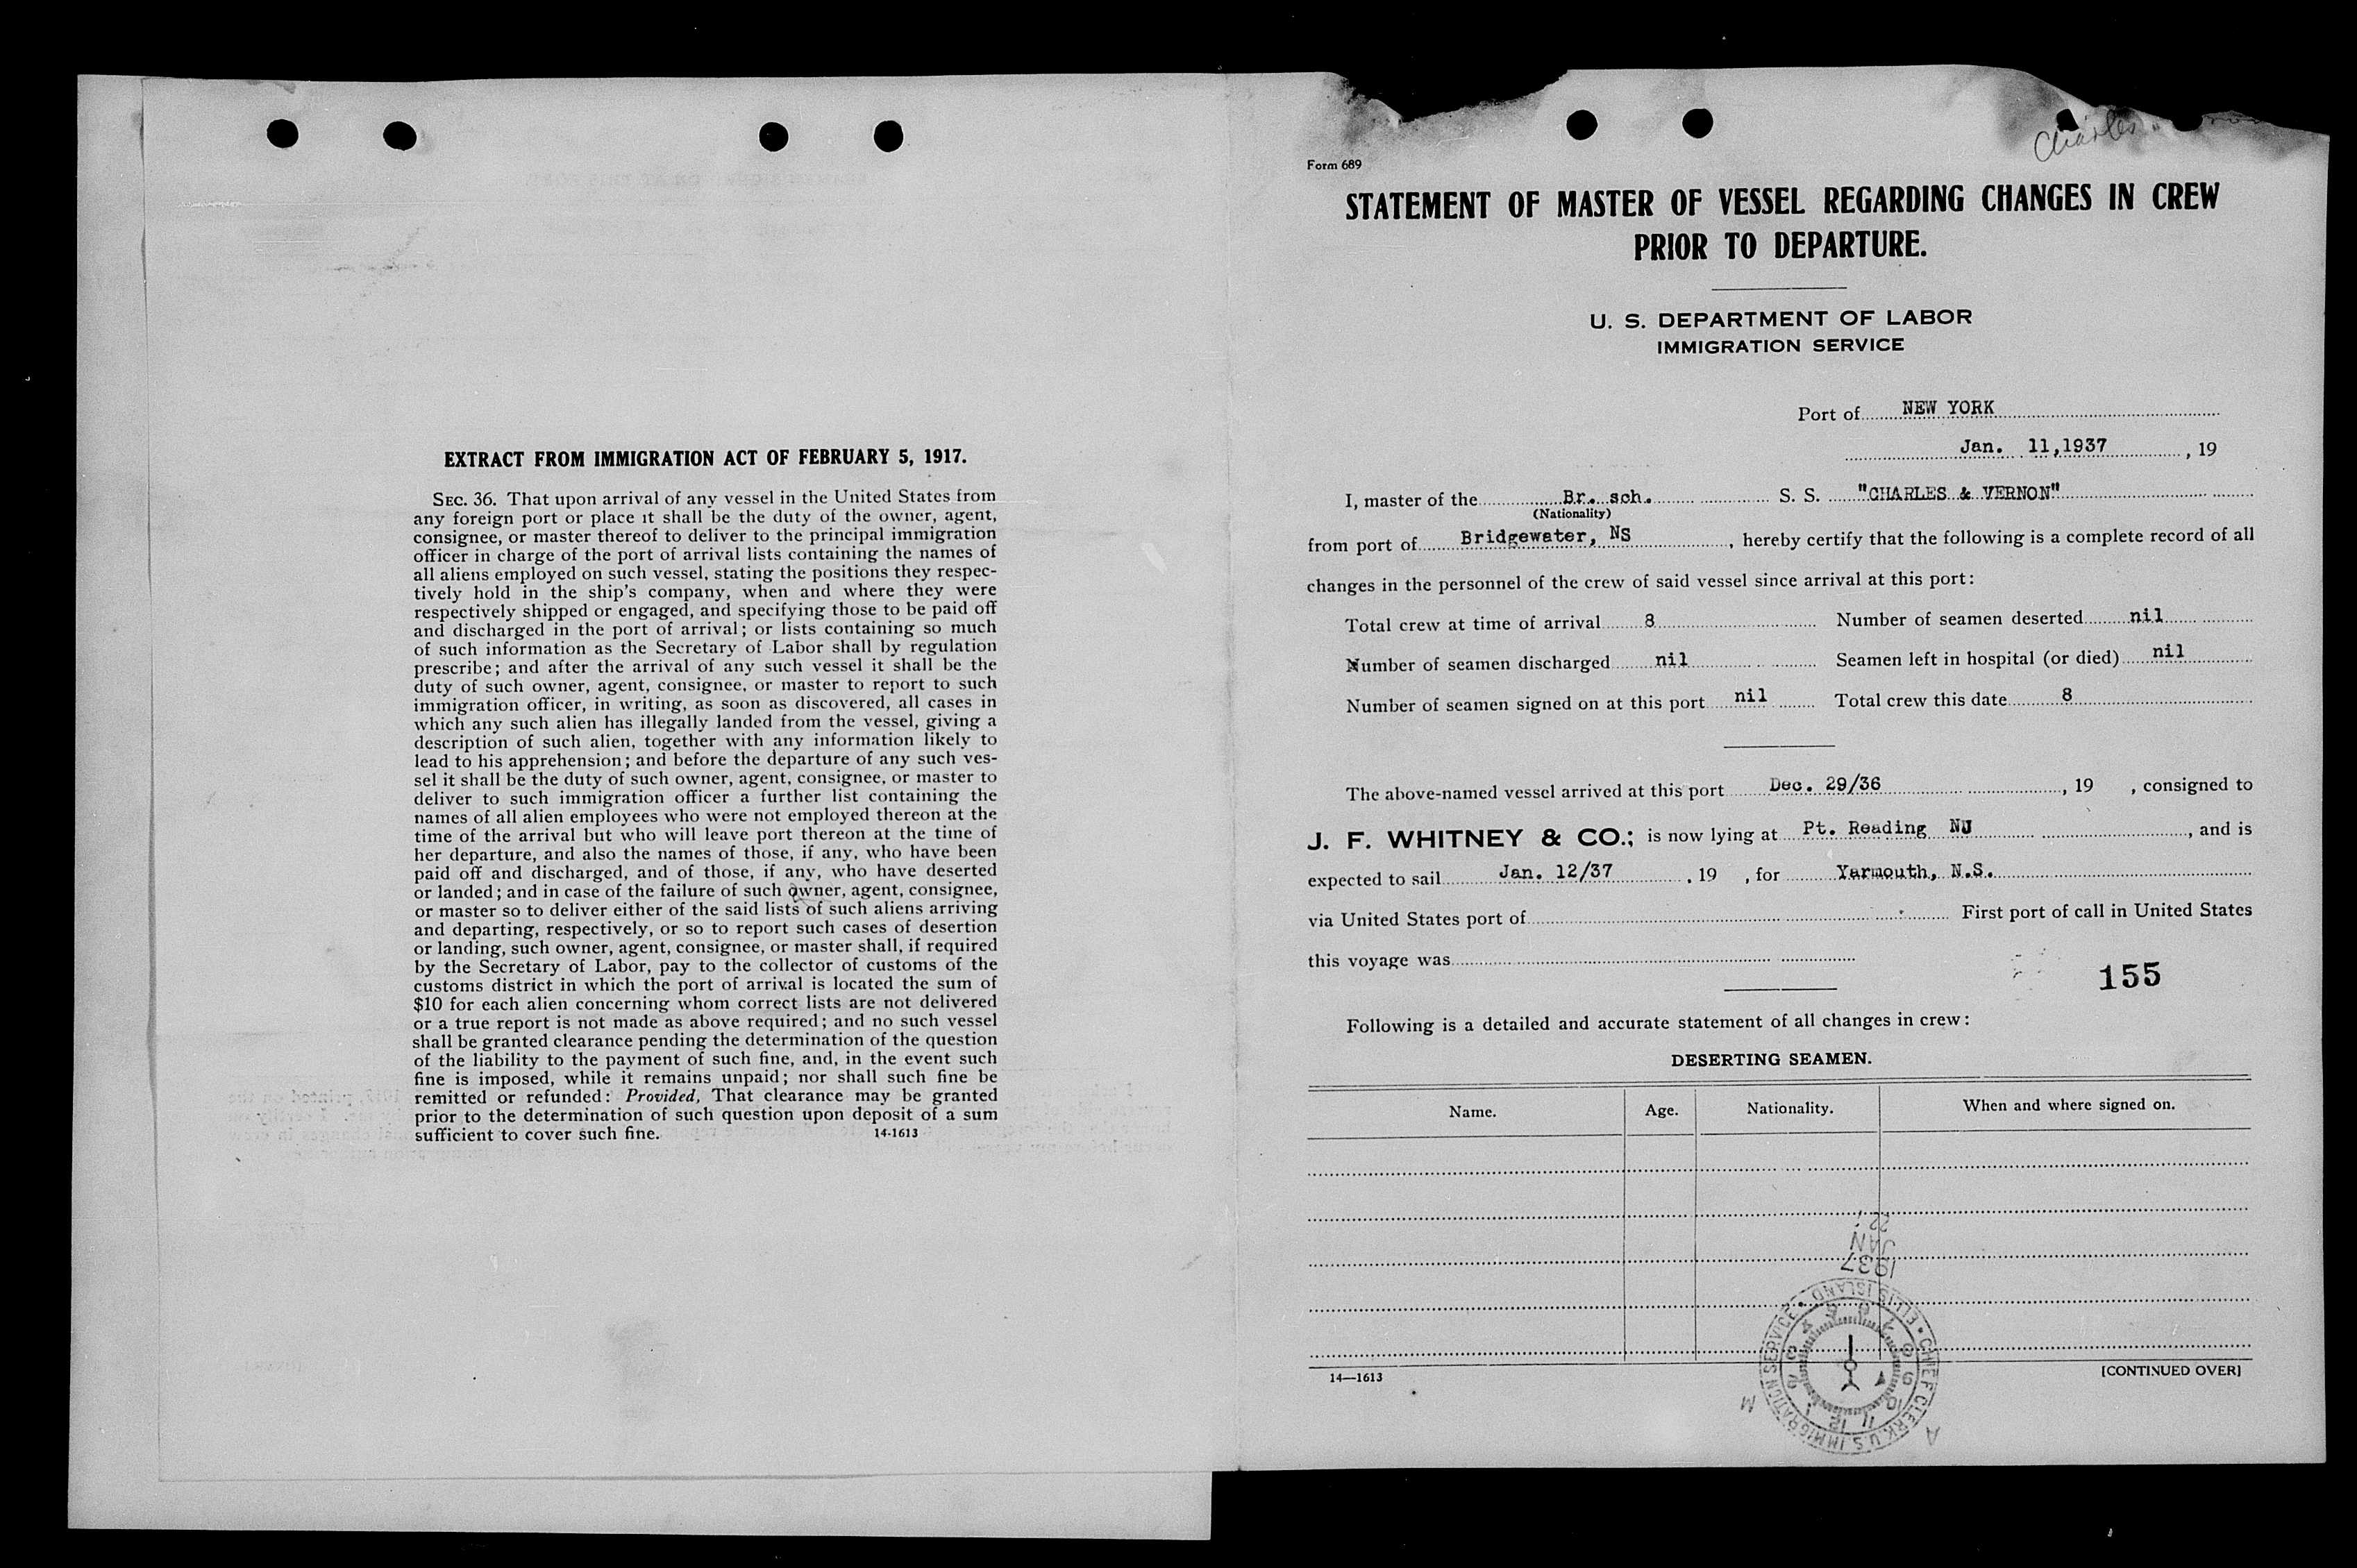 EXTRACT FROM IMMIGRATION ACT OF FEBRUARY 5, 1917.
SEC. 36. That upon arrival of any vessel in the United States from
any foreign port or place it shall be the duty of the owner, agent,
consignee, or master thereof to deliver to the principal immigration
officer in charge of the port of arrival lists containing the names of
all aliens employed on such vessel, stating the positions they respec-
tively hold in the ship's company, when and where they were
respectively shipped or engaged, and specifying those to be paid off
and discharged in the port of arrival; or lists containing so much
of such information as the Secretary of Labor shall by regulation
prescribe; and after the arrival of any such vessel it shall be the
duty of such owner, agent, consignee, or master to report to such
immigration officer, in writing, as soon as discovered, all cases in
which any such alien has illegally landed from the vessel, giving a
description of such alien, together with any information likely to
lead to his apprehension; and before the departure of any such ves-
sel it shall be the duty of such owner, agent, consignee, or master to
deliver to such immigration officer a further list containing the
names of all alien employees who were not employed thereon at the
time of the arrival but who will leave port thereon at the time of
her departure, and also the names of those, if any, who have been
paid off and discharged, and of those, if any, who have deserted
or landed; and in case of the failure of such owner, agent, consignee,
or master so to deliver either of the said lists of such aliens arriving
and departing, respectively, or so to report such cases of desertion
or landing, such owner, agent, consignee, or master shall, if required
by the Secretary of Labor, pay to the collector of customs of the
customs district in which the port of arrival is located the sum of
$10 for each alien concerning whom correct lists are not delivered
or a true report is not made as above required; and no such vessel
shall be granted clearance pending the determination of the question
of the liability to the payment of such fine, and, in the event such
fine is imposed, while it remains unpaid; nor shall such fine be
remitted or refunded: Provided, That clearance may be granted
prior to the determination of such question upon deposit of a sum
sufficient to cover such fine. 14-1613
Charles
Form 689
STATEMENT OF MASTER OF VESSEL REGARDING CHANGES IN CREW
PRIOR TO DEPARTURE.
U. S. DEPARTMENT OF LABOR
IMMIGRATION SERVICE
Port of NEW YORK
Jan. 11,1937, 19
I, master of the Br. sch. S. S. "CHARLES & VERNON"
(Nationality)
from port of Bridgewater, NS, hereby certify that the following is a complete record of all
changes in the personnel of the crew of said vessel since arrival at this port:
Total crew at time of arrival 8 Number of seamen deserted nil
Number of seamen discharged nil Seamen left in hospital (or died) nil
Number of seamen signed on at this port nil Total crew this date 8
The above-named vessel arrived at this port Dec. 29/36, 19 , consigned to
J. F. WHITNEY & CO.; is now lying at Pt. Reading NJ, and is
expected to sail Jan. 12/37, 19 , for Yarmouth, N.S.
via United States port of First port of call in United States
this voyage was
155
Following is a detailed and accurate statement of all changes in crew:
DESERTING SEAMEN.
Name. Age. Nationality. When and where signed on.
14—1613 [CONTINUED OVER]
1937
JAN
22
CHIEF CLERK U.S. IMMIGRATION SERVICE • ELLIS ISLAND •
1 2 3 4 5 6 7 8 9 10 11 12
A M